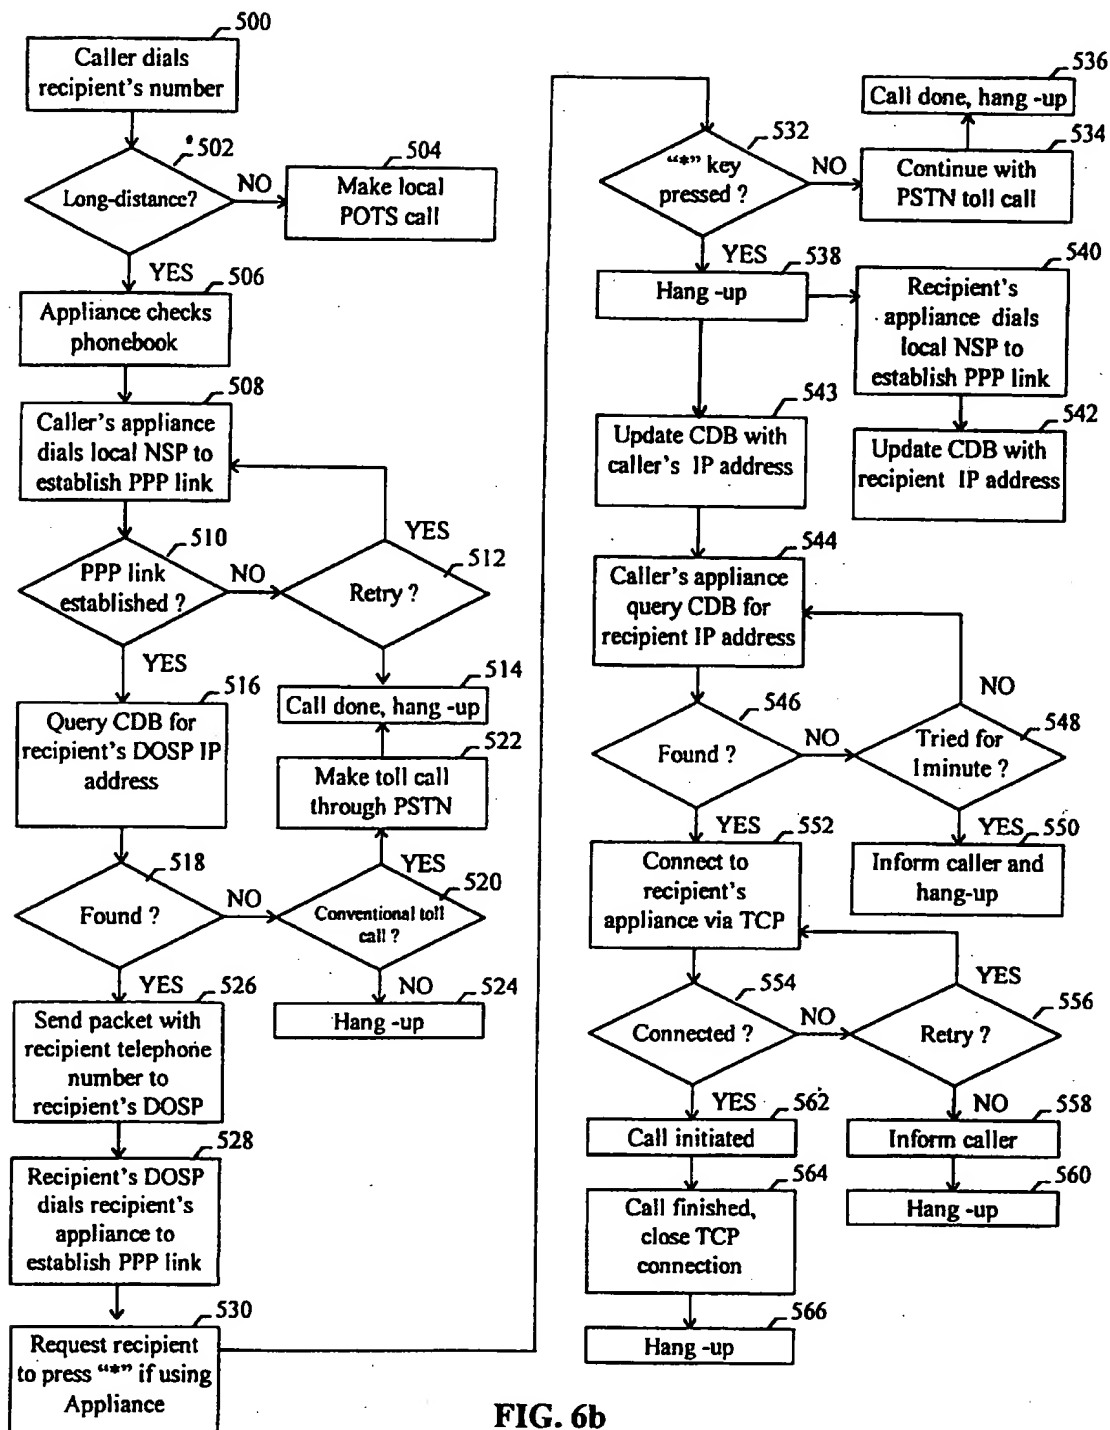 500
Caller dials
recipient's number
502
Long-distance?
NO
504
Make local
POTS call
YES
506
Appliance checks
phonebook
508
Caller's appliance
dials local NSP to
establish PPP link
510
PPP link
established ?
NO
YES
512
Retry ?
YES
514
Call done, hang -up
516
Query CDB for
recipient's DOSP IP
address
522
Make toll call
through PSTN
518
Found ?
NO
YES
520
Conventional toll
call ?
YES
NO
524
Hang -up
526
Send packet with
recipient telephone
number to
recipient's DOSP
528
Recipient's DOSP
dials recipient's
appliance to
establish PPP link
530
Request recipient
to press “*” if using
Appliance
532
“*” key
pressed ?
NO
534
Continue with
PSTN toll call
536
Call done, hang -up
YES
538
Hang -up
540
Recipient's
appliance dials
local NSP to
establish PPP link
542
Update CDB with
recipient IP address
543
Update CDB with
caller's IP address
544
Caller's appliance
query CDB for
recipient IP address
546
Found ?
NO
548
Tried for
1minute ?
NO
YES
550
Inform caller and
hang-up
YES
552
Connect to
recipient's
appliance via TCP
554
Connected ?
NO
556
Retry ?
YES
NO
558
Inform caller
560
Hang -up
YES
562
Call initiated
564
Call finished,
close TCP
connection
566
Hang -up
FIG. 6b